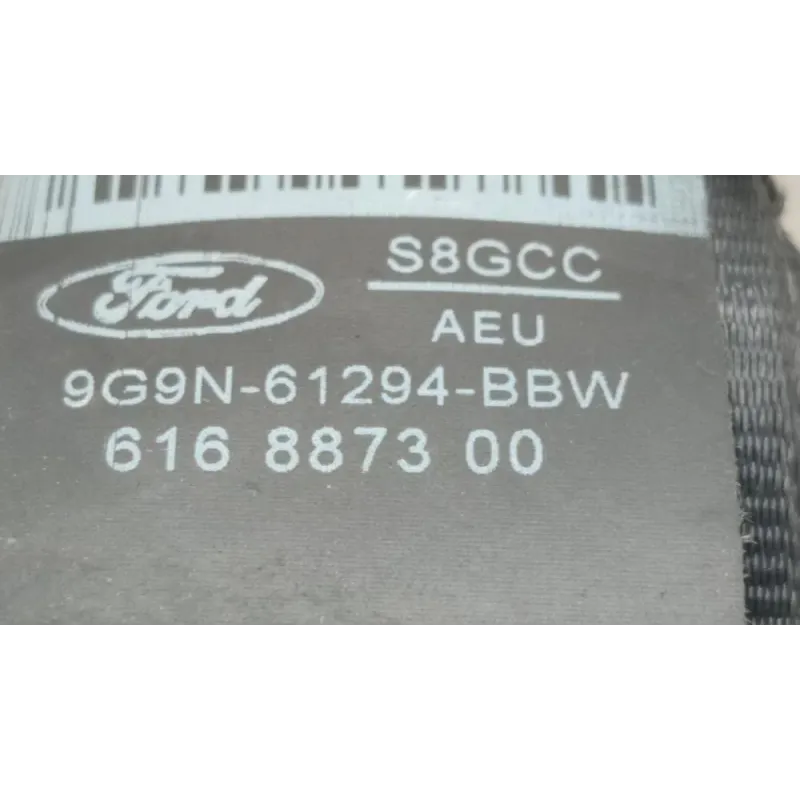 Ford
S8GCC
AEU
9G9N-61294-BBW
616 8873 00